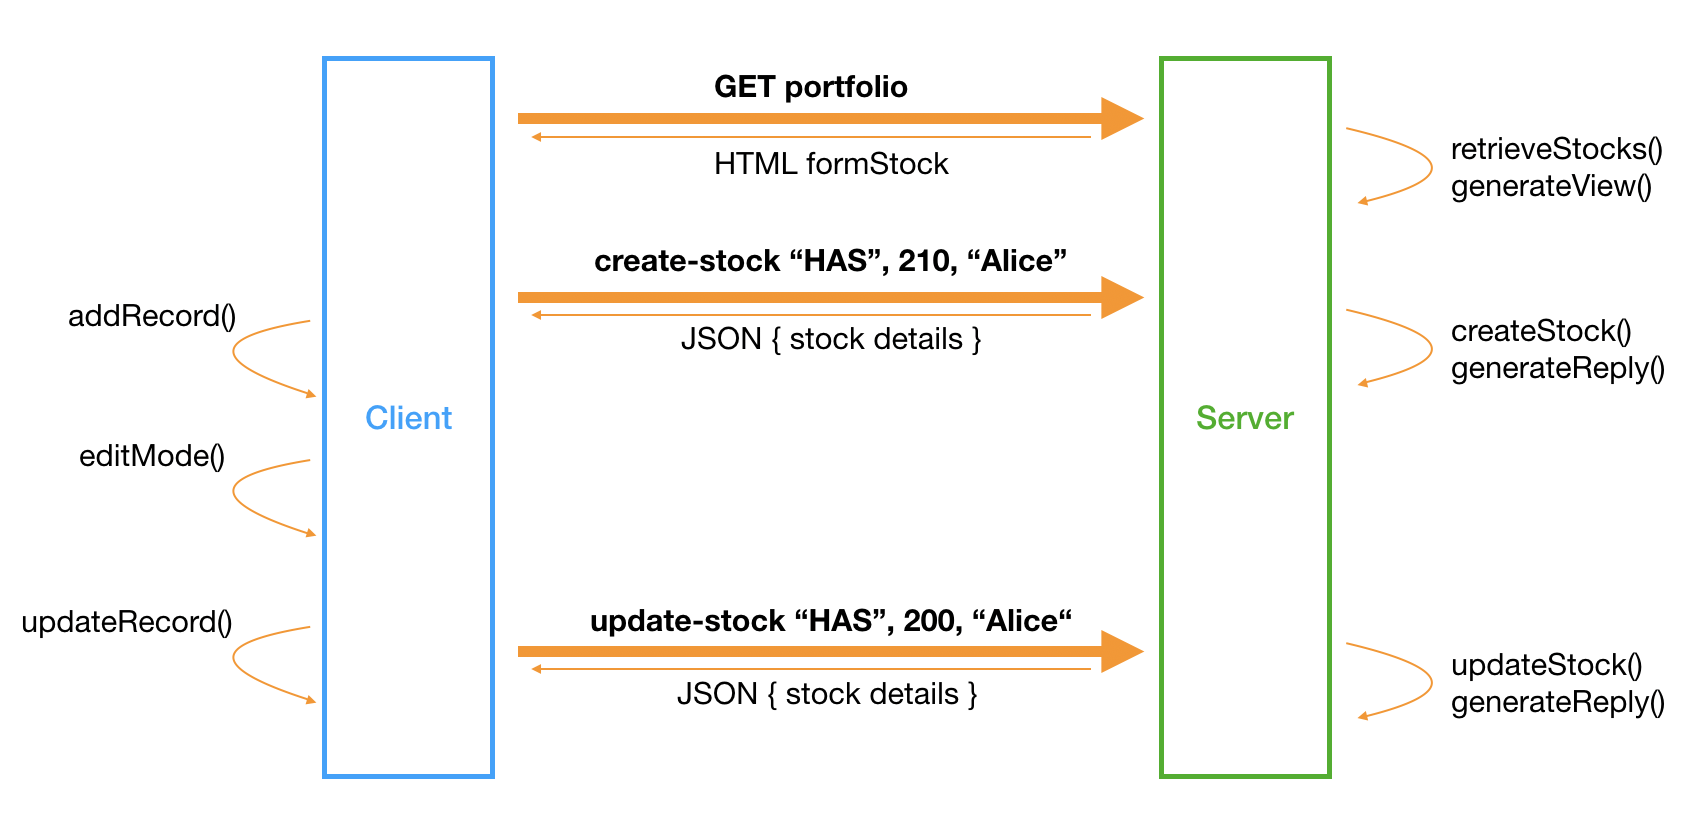 GET portfolio
HTML formStock
retrieveStocks()
generateView()
create-stock “HAS”, 210, “Alice”
JSON { stock details }
addRecord()
createStock()
generateReply()
Client
Server
editMode()
update-stock “HAS”, 200, “Alice“
JSON { stock details }
updateRecord()
updateStock()
generateReply()